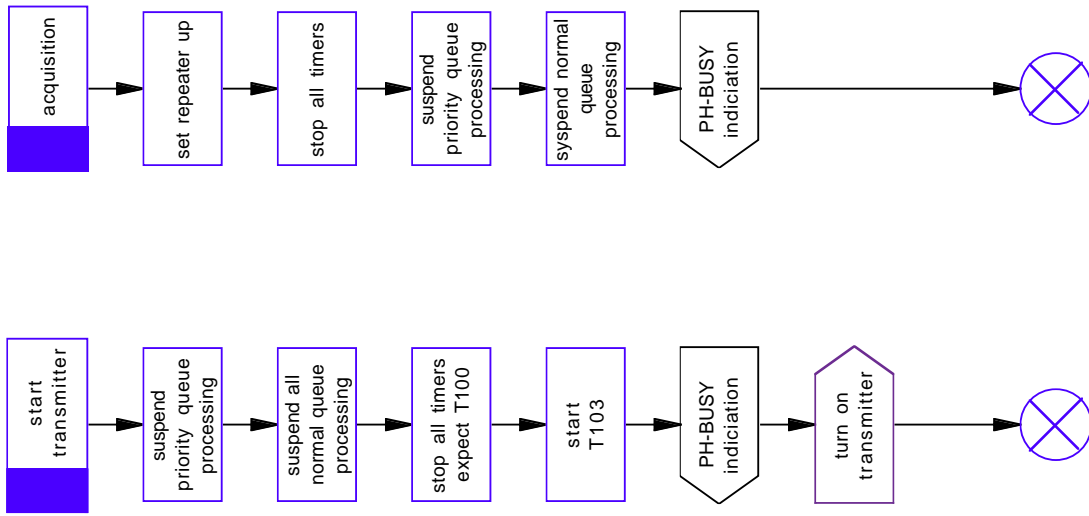 acquisition
set repeater up
stop all timers
suspend
priority queue
processing
syspend normal
queue
processing
PH-BUSY
indiciation
start
transmitter
suspend
priority queue
processing
suspend all
normal queue
processing
stop all timers
expect T100
start
T103
PH-BUSY
indiciation
turn on
transmitter